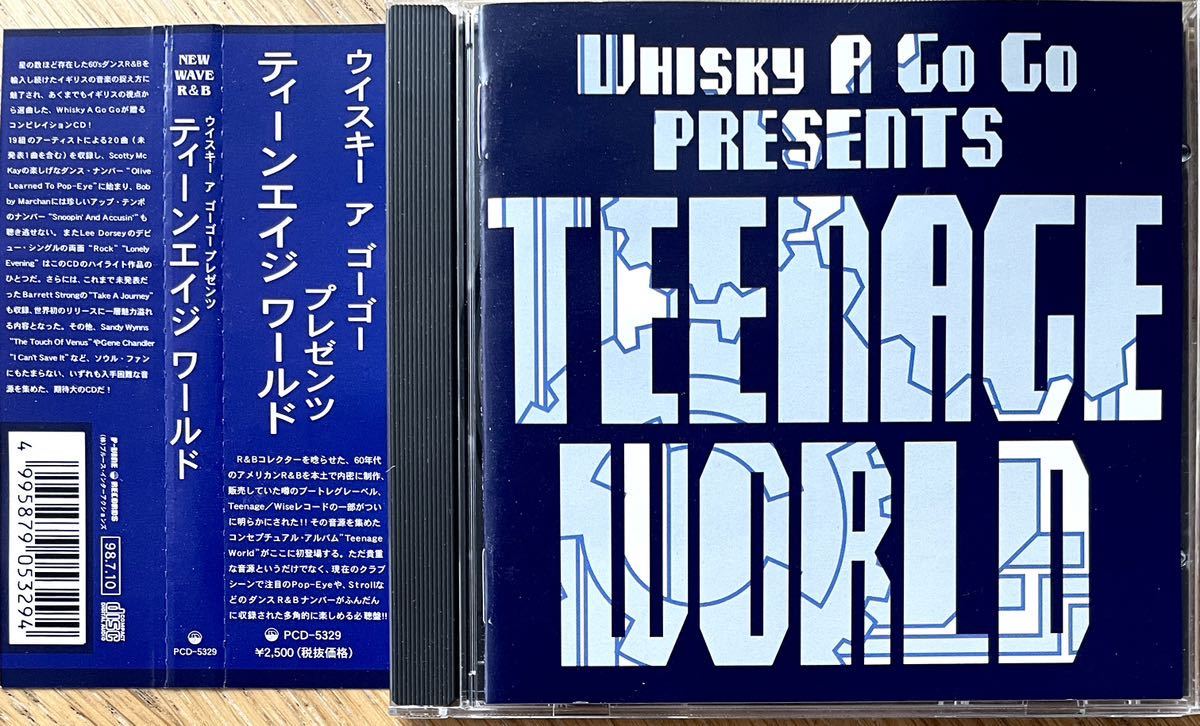 星の数ほど存在した60'sダンスR&Bを
輸入し続けたイギリスの音楽の捉え方に
魅了され、あくまでもイギリスの視点か
ら選曲した、Whisky A Go Goが贈る
コンピレイションCD!
19組のアーティストによる20曲(未
発表1曲を含む)を収録し、Scotty Mc
Kayの楽しげなダンス・ナンバー"Olive
Learned To Pop-Eye"に始まり、Bob
by Marchanには珍しいアップ・テンポ
のナンバー"Snoopin' And Accusin'"も
聴き逃せない。またLee Dorseyのデビ
ュー・シングルの両面"Rock" "Lonely
Evening"はこのCDのハイライト作品の
ひとつだ。さらには、これまで未発表だ
ったBarrett Strongの"Take A Journey"
も収録、世界初のリリースに一層魅力溢れ
る内容となった。その他、Sandy Wynns
"The Touch Of Venus"やGene Chandler
"I Can't Save It"など、ソウル・ファン
にもたまらない、いずれも入手困難な音
源を集めた、期待大のCDだ!
4 995879 053294
P-VINE RECORDS
(株)ブルース・インターアクションズ
98.7.10
COMPACT
disc
DIGITAL AUDIO
NEW
WAVE
R&B
ウイスキー ア ゴーゴー プレゼンツ
ティーンエイジ ワールド
PCD-5329
ウイスキー ア ゴーゴー
プレゼンツ
ティーンエイジ ワールド
R&Bコレクターを唸らせた、60年代
のアメリカンR&Bを本土で内密に制作、
販売していた噂のブートレグレーベル、
Teenage/Wiseレコードの一部がつい
に明らかにされた!!その音源を集めた
コンセプチュアル・アルバム"Teenage
World"がここに初登場する。ただ貴重
な音源というだけでなく、現在のクラブ
シーンで注目のPop-Eyeや、Strollな
どのダンスR&Bナンバーがふんだん
に収録された多角的に楽しめる必聴盤!!
PCD-5329
¥2,500(税抜価格)
WHISKY A GO GO
PRESENTS
TEENAGE
WORLD